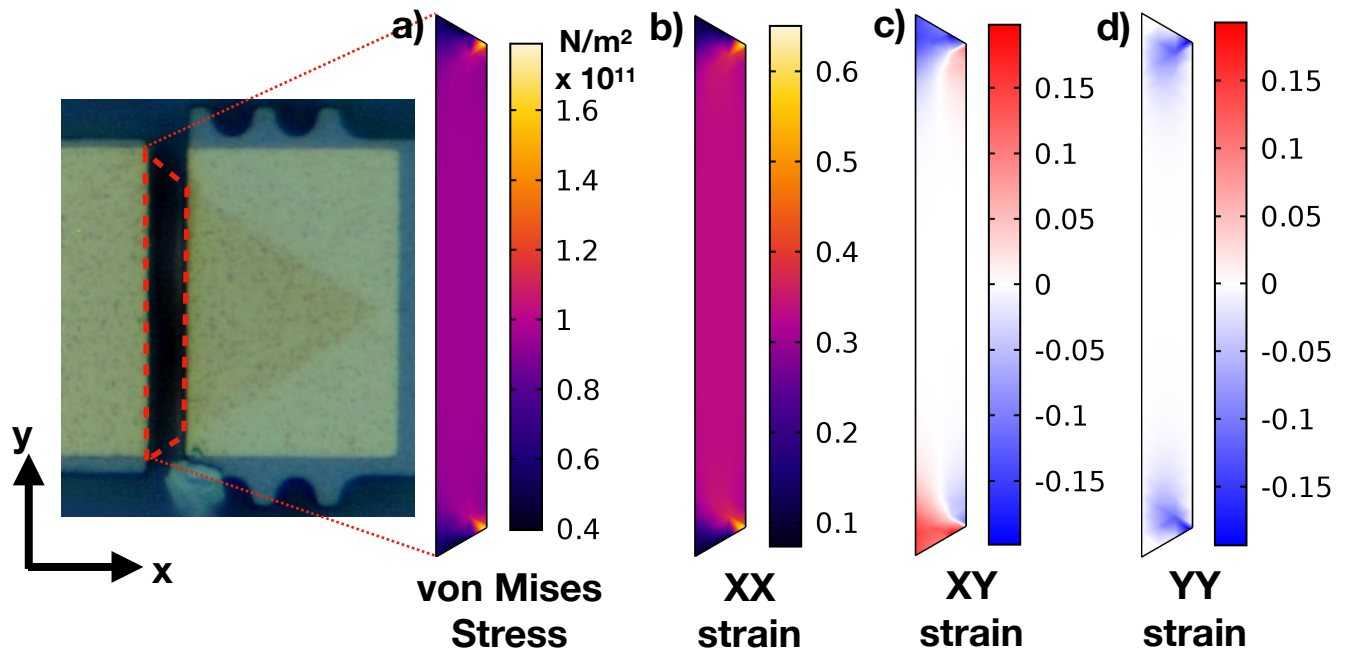 a)
N/m²
x 10¹¹
1.6
1.4
1.2
1
0.8
0.6
0.4
von Mises
Stress
b)
0.6
0.5
0.4
0.3
0.2
0.1
XX
strain
c)
0.15
0.1
0.05
0
-0.05
-0.1
-0.15
XY
strain
d)
0.15
0.1
0.05
0
-0.05
-0.1
-0.15
YY
strain
y
x